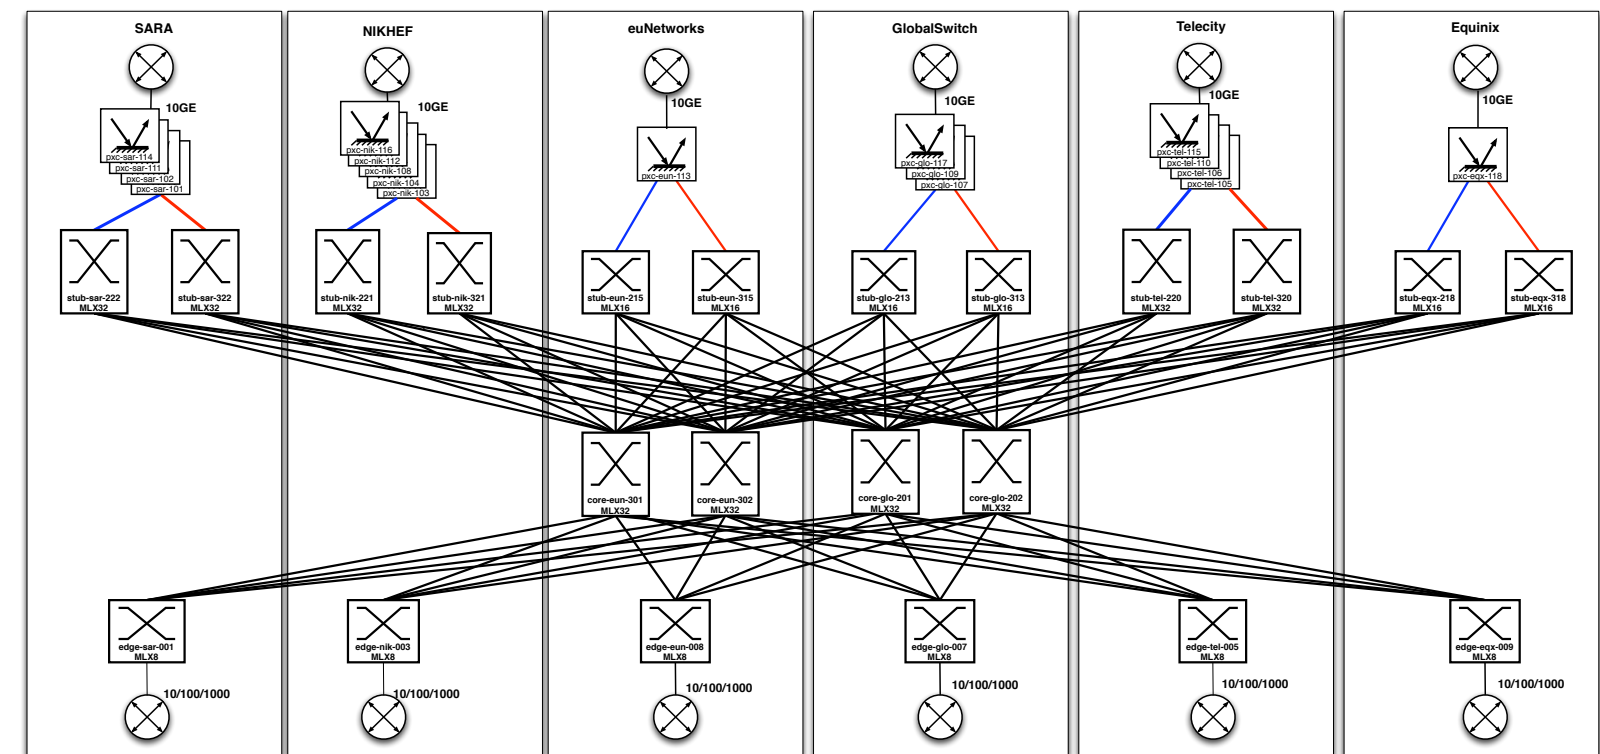 SARA
10GE
pxc-sar-114
pxc-sar-111
pxc-sar-102
pxc-sar-101
stub-sar-222
MLX32
stub-sar-322
MLX32
edge-sar-001
MLX8
10/100/1000
NIKHEF
10GE
pxc-nik-116
pxc-nik-112
pxc-nik-108
pxc-nik-104
pxc-nik-103
stub-nik-221
MLX32
stub-nik-321
MLX32
edge-nik-003
MLX8
10/100/1000
euNetworks
10GE
pxc-eun-113
stub-eun-215
MLX16
stub-eun-315
MLX16
core-eun-301
MLX32
core-eun-302
MLX32
edge-eun-008
MLX8
10/100/1000
GlobalSwitch
10GE
pxc-glo-117
pxc-glo-109
pxc-glo-107
stub-glo-213
MLX16
stub-glo-313
MLX16
core-glo-201
MLX32
core-glo-202
MLX32
edge-glo-007
MLX8
10/100/1000
Telecity
10GE
pxc-tel-115
pxc-tel-110
pxc-tel-106
pxc-tel-105
stub-tel-220
MLX32
stub-tel-320
MLX32
edge-tel-005
MLX8
10/100/1000
Equinix
10GE
pxc-eqx-118
stub-eqx-218
MLX16
stub-eqx-318
MLX16
edge-eqx-009
MLX8
10/100/1000